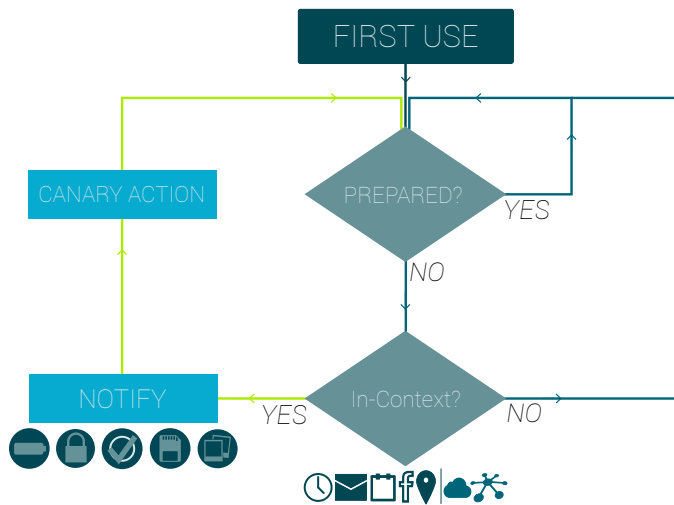 FIRST USE
CANARY ACTION
PREPARED?
YES
NO
NOTIFY
YES
In-Context?
NO